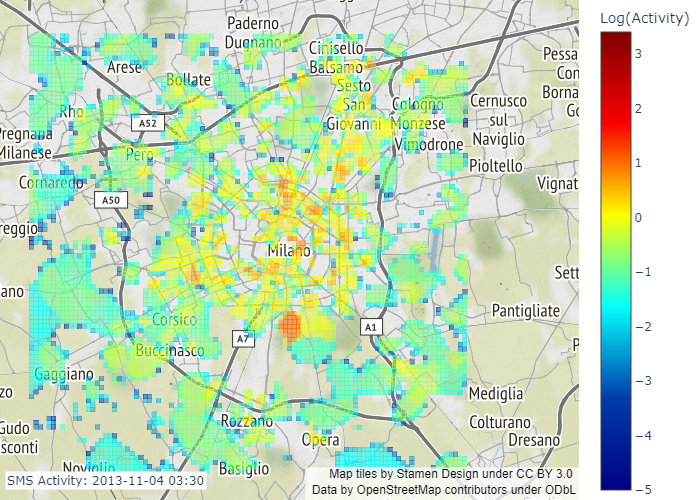 Log(Activity)
3
2
1
0
−1
−2
−3
−4
−5
Paderno
Dugnano
Cinisello
Balsamo
Arese
Bollate
Sesto
San
Giovanni
Cologno
Monzese
Cernusco
sul
Naviglio
Pessa
Con
Borna
Go
Rho
A52
Pregnana
Milanese
Pero
Vimodrone
Pioltello
Cornaredo
Vignat
A50
reggio
Milano
Sett
ano
Corsico
A7
A1
Pantigliate
Buccinasco
P
Gaggiano
zo
Mediglia
Gudo
sconti
Rozzano
Colturano
Dresano
Opera
Noviglio
Basiglio
SMS Activity: 2013-11-04 03:30
Map tiles by Stamen Design under CC BY 3.0
Data by OpenStreetMap contributors under ODbL